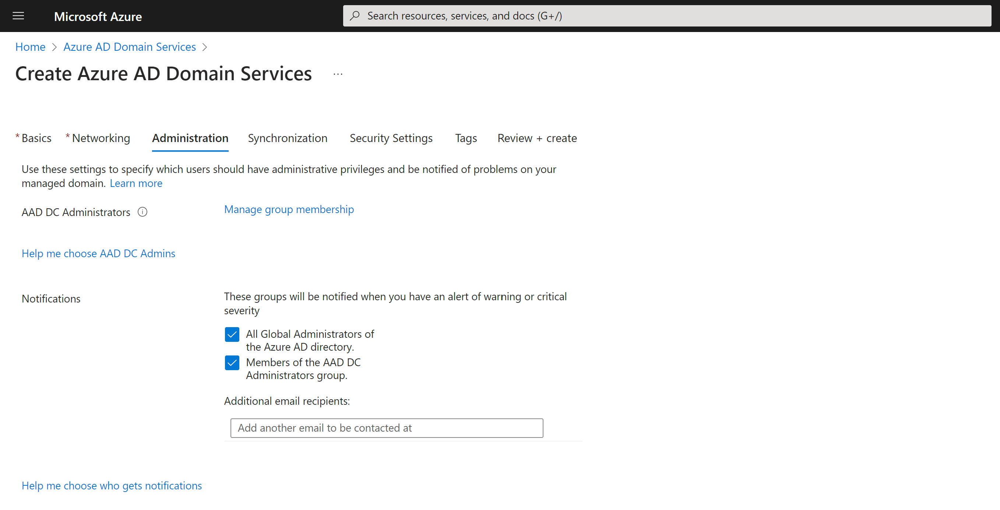 Microsoft Azure
Search resources, services, and docs (G+/)
Home > Azure AD Domain Services >
Create Azure AD Domain Services ...
* Basics * Networking Administration Synchronization Security Settings Tags Review + create
Use these settings to specify which users should have administrative privileges and be notified of problems on your
managed domain. Learn more
AAD DC Administrators
Manage group membership
Help me choose AAD DC Admins
Notifications
These groups will be notified when you have an alert of warning or critical
severity
All Global Administrators of
the Azure AD directory.
Members of the AAD DC
Administrators group.
Additional email recipients:
Add another email to be contacted at
Help me choose who gets notifications